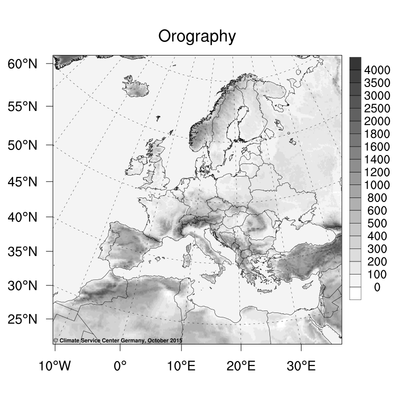 Orography
60°N
55°N
50°N
45°N
40°N
35°N
30°N
25°N
10°W
0°
10°E
20°E
30°E
4000
3500
3000
2500
2000
1800
1600
1400
1200
1000
800
600
500
400
300
200
100
0
© Climate Service Center Germany, October 2015